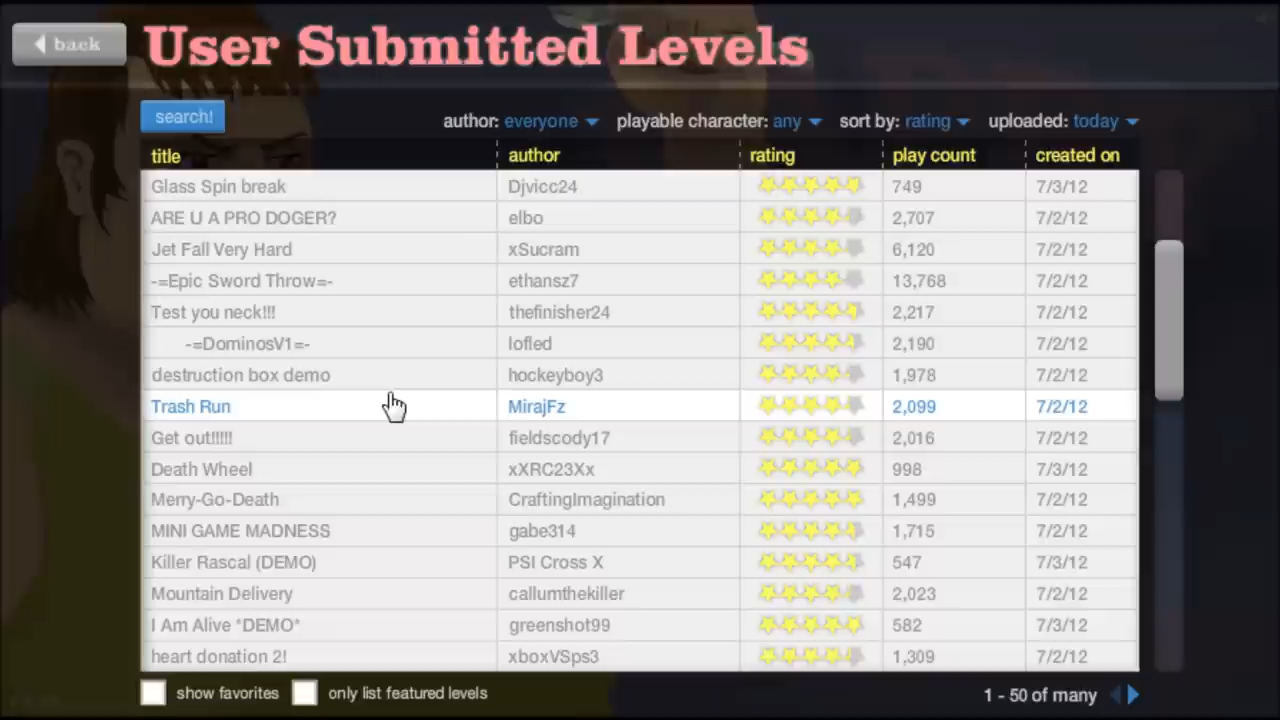 back
User Submitted Levels
search!
author: everyone playable character: any sort by: rating uploaded: today
title author rating play count created on
Glass Spin break Djvicc24 749 7/3/12
ARE U A PRO DOGER? elbo 2,707 7/2/12
Jet Fall Very Hard xSucram 6,120 7/2/12
-=Epic Sword Throw=- ethansz7 13,768 7/2/12
Test you neck!!! thefinisher24 2,217 7/2/12
-=DominosV1=- lofled 2,190 7/2/12
destruction box demo hockeyboy3 1,978 7/2/12
Trash Run MirajFz 2,099 7/2/12
Get out!!!!! fieldscody17 2,016 7/2/12
Death Wheel xXRC23Xx 998 7/3/12
Merry-Go-Death CraftingImagination 1,499 7/2/12
MINI GAME MADNESS gabe314 1,715 7/2/12
Killer Rascal (DEMO) PSI Cross X 547 7/3/12
Mountain Delivery callumthekiller 2,023 7/2/12
I Am Alive *DEMO* greenshot99 582 7/3/12
heart donation 2! xboxVSps3 1,309 7/2/12
show favorites only list featured levels 1 - 50 of many